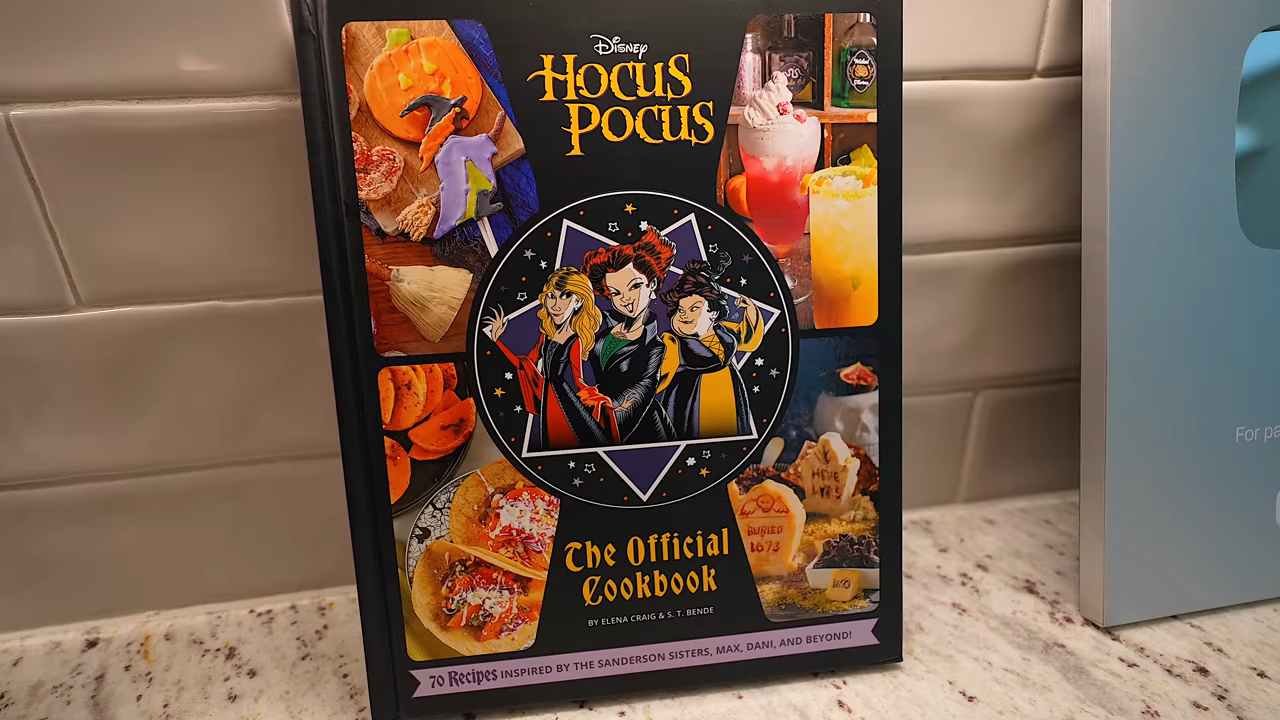 Disney
HOCUS
POCUS
HERE
LIES
BURIED
1673
1693
The Official
Cookbook
BY ELENA CRAIG & S. T. BENDE
70 Recipes INSPIRED BY THE SANDERSON SISTERS, MAX, DANI, AND BEYOND!
For pa